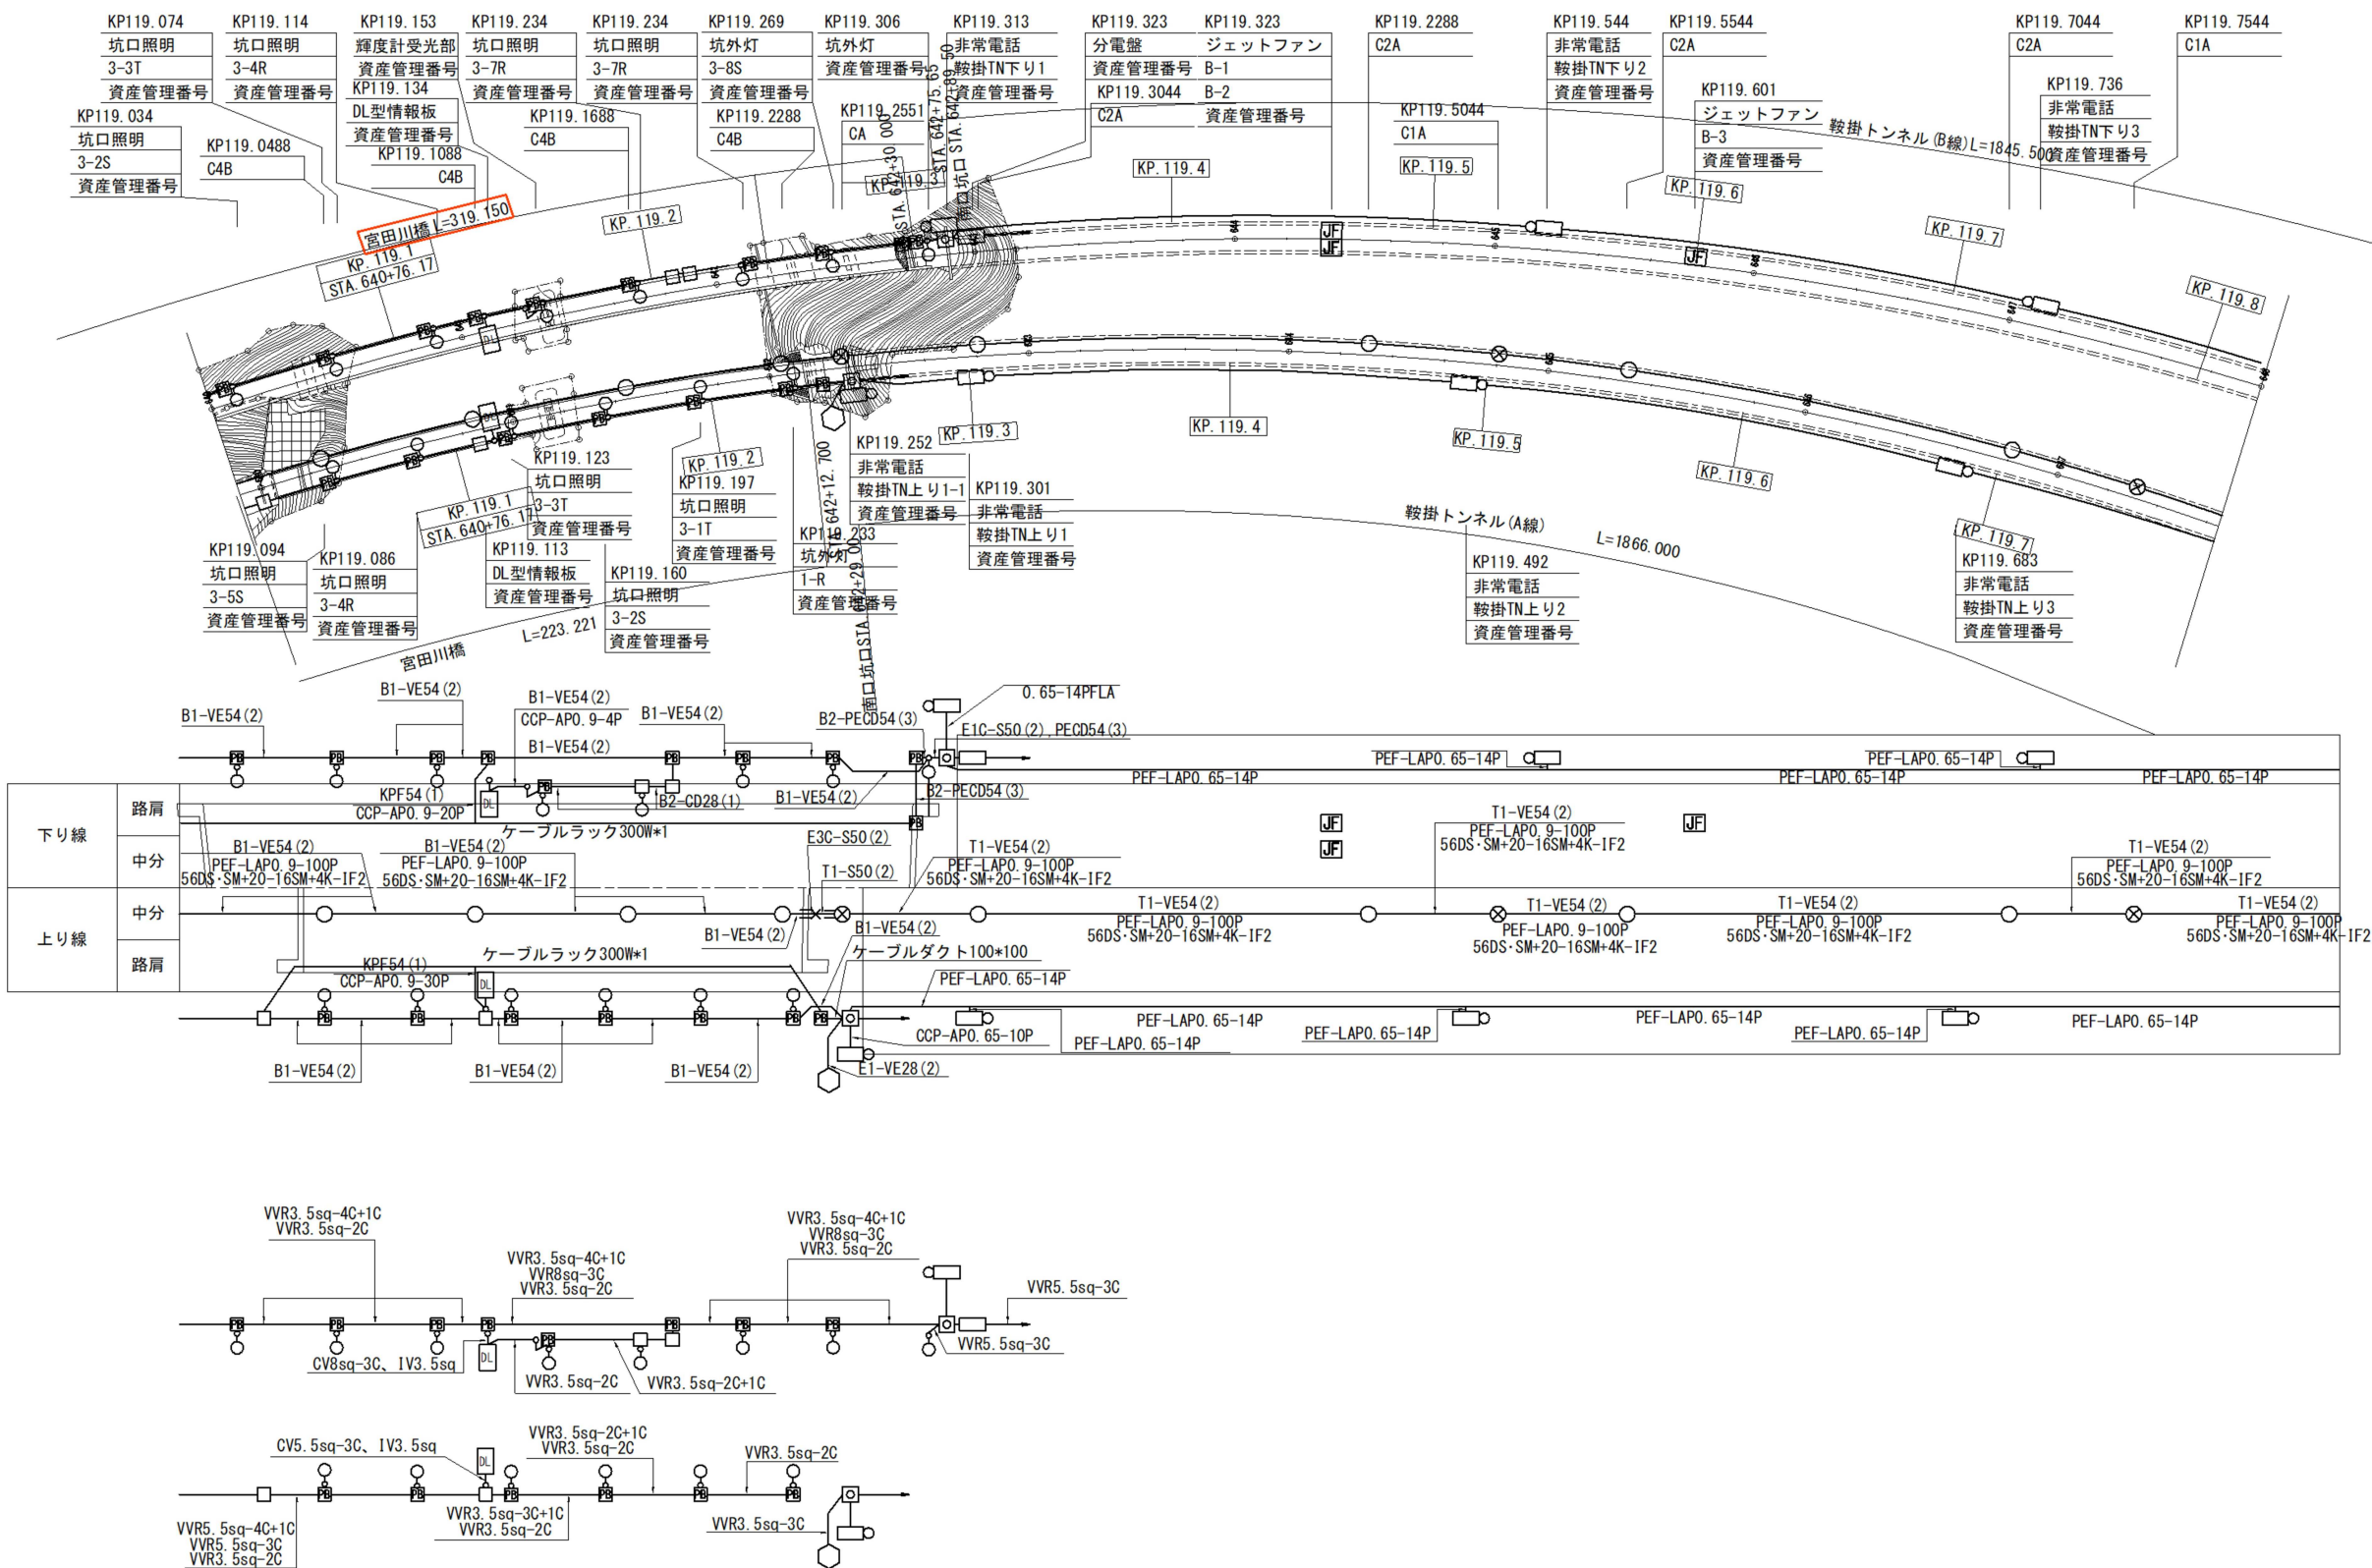 KP119.074
坑口照明
3-3T
資産管理番号
KP119.114
坑口照明
3-4R
資産管理番号
KP119.153
輝度計受光部
資産管理番号
KP119.134
DL型情報板
資産管理番号
KP119.1088
C4B
KP119.234
坑口照明
3-7R
資産管理番号
KP119.1688
C4B
KP119.234
坑口照明
3-7R
資産管理番号
KP119.269
坑外灯
3-8S
資産管理番号
KP119.2288
C4B
KP119.306
坑外灯
資産管理番号
KP119.2551
CA
KP119.313
非常電話
鞍掛TN下り1
資産管理番号
KP119.323
分電盤
資産管理番号
KP119.3044
C2A
KP119.323
ジェットファン
B-1
B-2
資産管理番号
KP119.2288
C2A
KP119.5044
C1A
KP119.544
非常電話
鞍掛TN下り2
資産管理番号
KP119.5544
C2A
KP119.601
ジェットファン
B-3
資産管理番号
KP119.7044
C2A
KP119.736
非常電話
鞍掛TN下り3
資産管理番号
KP119.7544
C1A
KP119.034
坑口照明
3-2S
資産管理番号
KP119.0488
C4B
宮田川橋 L=319.150
KP.119.1
STA.640+76.17
KP.119.2
KP.119.3
STA.642+30.000
STA.642+75.65
南口坑口 STA.642+89.50
KP.119.4
KP.119.5
KP.119.6
KP.119.7
KP.119.8
鞍掛トンネル(B線)L=1845.500
JF
JF
JF
DL
DL
KP.119.1
STA.640+76.17
KP.119.2
KP.119.3
KP.119.4
KP.119.5
KP.119.6
KP.119.7
KP119.094
坑口照明
3-5S
資産管理番号
KP119.086
坑口照明
3-4R
資産管理番号
KP119.113
DL型情報板
資産管理番号
KP119.123
坑口照明
3-3T
資産管理番号
KP119.160
坑口照明
3-2S
資産管理番号
KP119.197
坑口照明
3-1T
資産管理番号
KP119.233
坑外灯
1-R
資産管理番号
KP119.252
非常電話
鞍掛TN上り1-1
資産管理番号
KP119.301
非常電話
鞍掛TN上り1
資産管理番号
KP119.492
非常電話
鞍掛TN上り2
資産管理番号
KP119.683
非常電話
鞍掛TN上り3
資産管理番号
STA.642+12.700
南口坑口STA.642+29.00
鞍掛トンネル(A線)
L=1866.000
宮田川橋
L=223.221
B1-VE54(2)
B1-VE54(2)
B1-VE54(2)
CCP-AP0.9-4P
B1-VE54(2)
B1-VE54(2)
B2-PECD54(3)
0.65-14PFLA
E1C-S50(2),PECD54(3)
PEF-LAP0.65-14P
PEF-LAP0.65-14P
PEF-LAP0.65-14P
PEF-LAP0.65-14P
PEF-LAP0.65-14P
KPF54(1)
CCP-AP0.9-20P
DL
B2-CD28(1)
B1-VE54(2)
B2-PECD54(3)
ケーブルラック300W*1
下り線
路肩
中分
上り線
中分
路肩
B1-VE54(2)
PEF-LAP0.9-100P
56DS·SM+20-16SM+4K-IF2
B1-VE54(2)
PEF-LAP0.9-100P
56DS·SM+20-16SM+4K-IF2
E3C-S50(2)
T1-S50(2)
T1-VE54(2)
PEF-LAP0.9-100P
56DS·SM+20-16SM+4K-IF2
JF
JF
JF
T1-VE54(2)
PEF-LAP0.9-100P
56DS·SM+20-16SM+4K-IF2
T1-VE54(2)
PEF-LAP0.9-100P
56DS·SM+20-16SM+4K-IF2
T1-VE54(2)
PEF-LAP0.9-100P
56DS·SM+20-16SM+4K-IF2
T1-VE54(2)
PEF-LAP0.9-100P
56DS·SM+20-16SM+4K-IF2
T1-VE54(2)
PEF-LAP0.9-100P
56DS·SM+20-16SM+4K-IF2
T1-VE54(2)
PEF-LAP0.9-100P
56DS·SM+20-16SM+4K-IF2
B1-VE54(2)
B1-VE54(2)
ケーブルラック300W*1
ケーブルダクト100*100
KPF54(1)
CCP-AP0.9-30P
DL
PEF-LAP0.65-14P
CCP-AP0.65-10P
PEF-LAP0.65-14P
PEF-LAP0.65-14P
PEF-LAP0.65-14P
PEF-LAP0.65-14P
PEF-LAP0.65-14P
PEF-LAP0.65-14P
B1-VE54(2)
B1-VE54(2)
B1-VE54(2)
E1-VE28(2)
VVR3.5sq-4C+1C
VVR3.5sq-2C
VVR3.5sq-4C+1C
VVR8sq-3C
VVR3.5sq-2C
VVR3.5sq-4C+1C
VVR8sq-3C
VVR3.5sq-2C
VVR5.5sq-3C
VVR5.5sq-3C
CV8sq-3C、IV3.5sq
DL
VVR3.5sq-2C
VVR3.5sq-2C+1C
CV5.5sq-3C、IV3.5sq
DL
VVR3.5sq-2C+1C
VVR3.5sq-2C
VVR3.5sq-2C
VVR5.5sq-4C+1C
VVR5.5sq-3C
VVR3.5sq-2C
VVR3.5sq-3C+1C
VVR3.5sq-2C
VVR3.5sq-3C